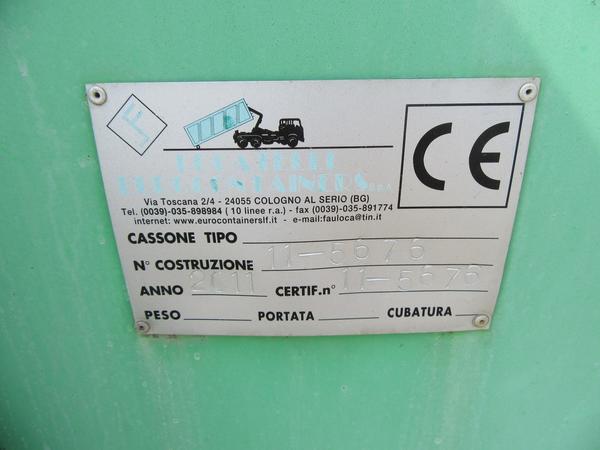 LF
CE
EUROCONTAINERS S.p.A.
Via Toscana 2/4 - 24055 COLOGNO AL SERIO (BG)
Tel. (0039)-035-898984 ( 10 linee r.a.) - fax (0039)-035-891774
internet: www.eurocontainerslf.it - e-mail:fauloca@tin.it
CASSONE TIPO
N° COSTRUZIONE 11-5676
ANNO 2011 CERTIF.n° 11-5676
PESO PORTATA CUBATURA